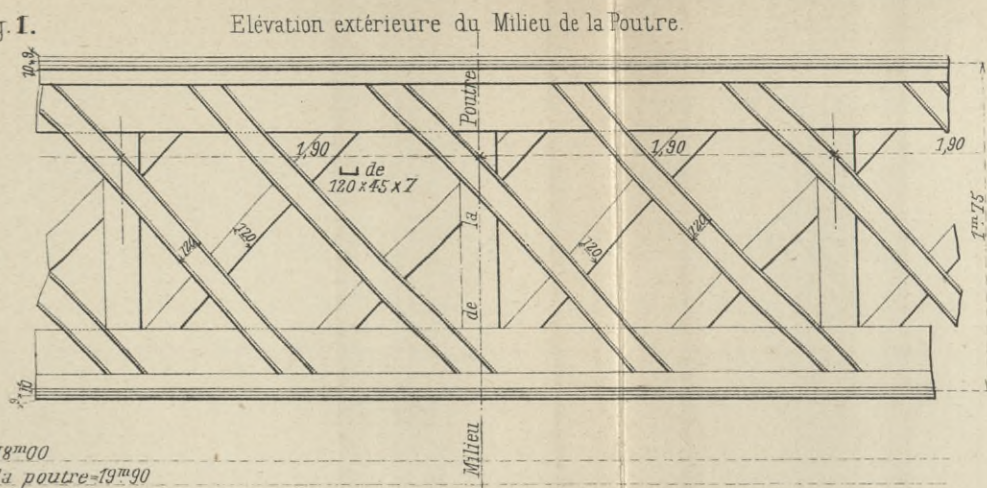 g. 1.
Elévation extérieure du Milieu de la Poutre.
Milieu de la Poutre
1,90
1,90
1,90
⌴ de
120 x 45 x 7
120
120
120
120
1ᵐ75
8ᵐ00
la poutre=19ᵐ90